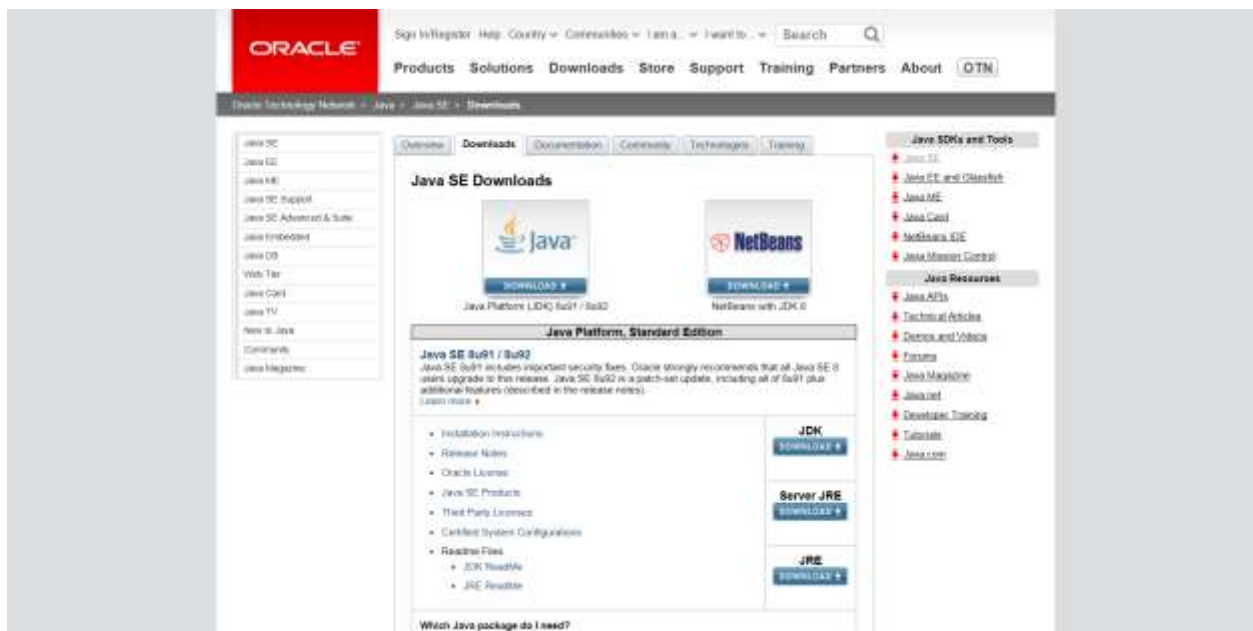 ORACLE
Sign In/Register Help Country Communities I am a... I want to... Search
Products Solutions Downloads Store Support Training Partners About OTN
Oracle Technology Network > Java > Java SE > Downloads
Java SE
Java EE
Java ME
Java SE Support
Java SE Advanced & Suite
Java Embedded
Java DB
Web Tier
Java Card
Java TV
New to Java
Community
Java Magazine
Overview Downloads Documentation Community Technologies Training
Java SE Downloads
Java
DOWNLOAD
Java Platform (JDK) 8u91 / 8u92
NetBeans
DOWNLOAD
NetBeans with JDK 8
Java Platform, Standard Edition
Java SE 8u91 / 8u92
Java SE 8u91 includes important security fixes. Oracle strongly recommends that all Java SE 8
users upgrade to this release. Java SE 8u92 is a patch-set update, including all of 8u91 plus
additional features (described in the release notes).
Learn more
• Installation Instructions
• Release Notes
• Oracle License
• Java SE Products
• Third Party Licenses
• Certified System Configurations
• Readme Files
• JDK ReadMe
• JRE ReadMe
JDK
DOWNLOAD
Server JRE
DOWNLOAD
JRE
DOWNLOAD
Which Java package do I need?
Java SDKs and Tools
Java SE
Java EE and Glassfish
Java ME
Java Card
NetBeans IDE
Java Mission Control
Java Resources
Java APIs
Technical Articles
Demos and Videos
Forums
Java Magazine
Java.net
Developer Training
Tutorials
Java.com